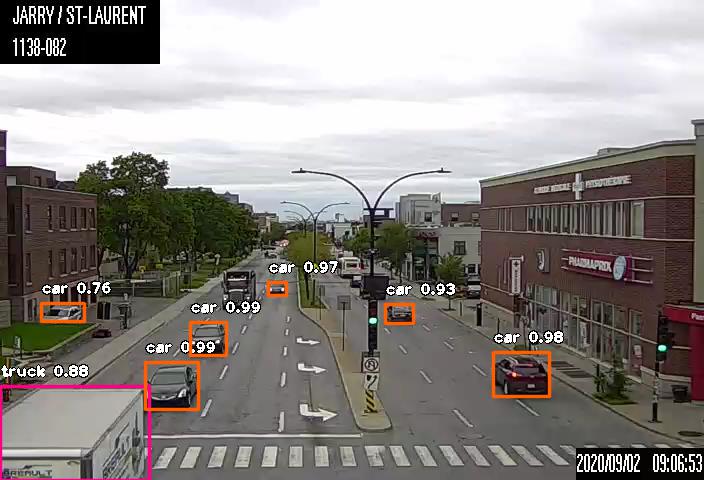 JARRY / ST-LAURENT
1138-082
car 0.97
car 0.76
car 0.93
car 0.99
car 0.98
car 0.99
truck 0.88
PHARMAPRIX
2020/09/02 09:06:53